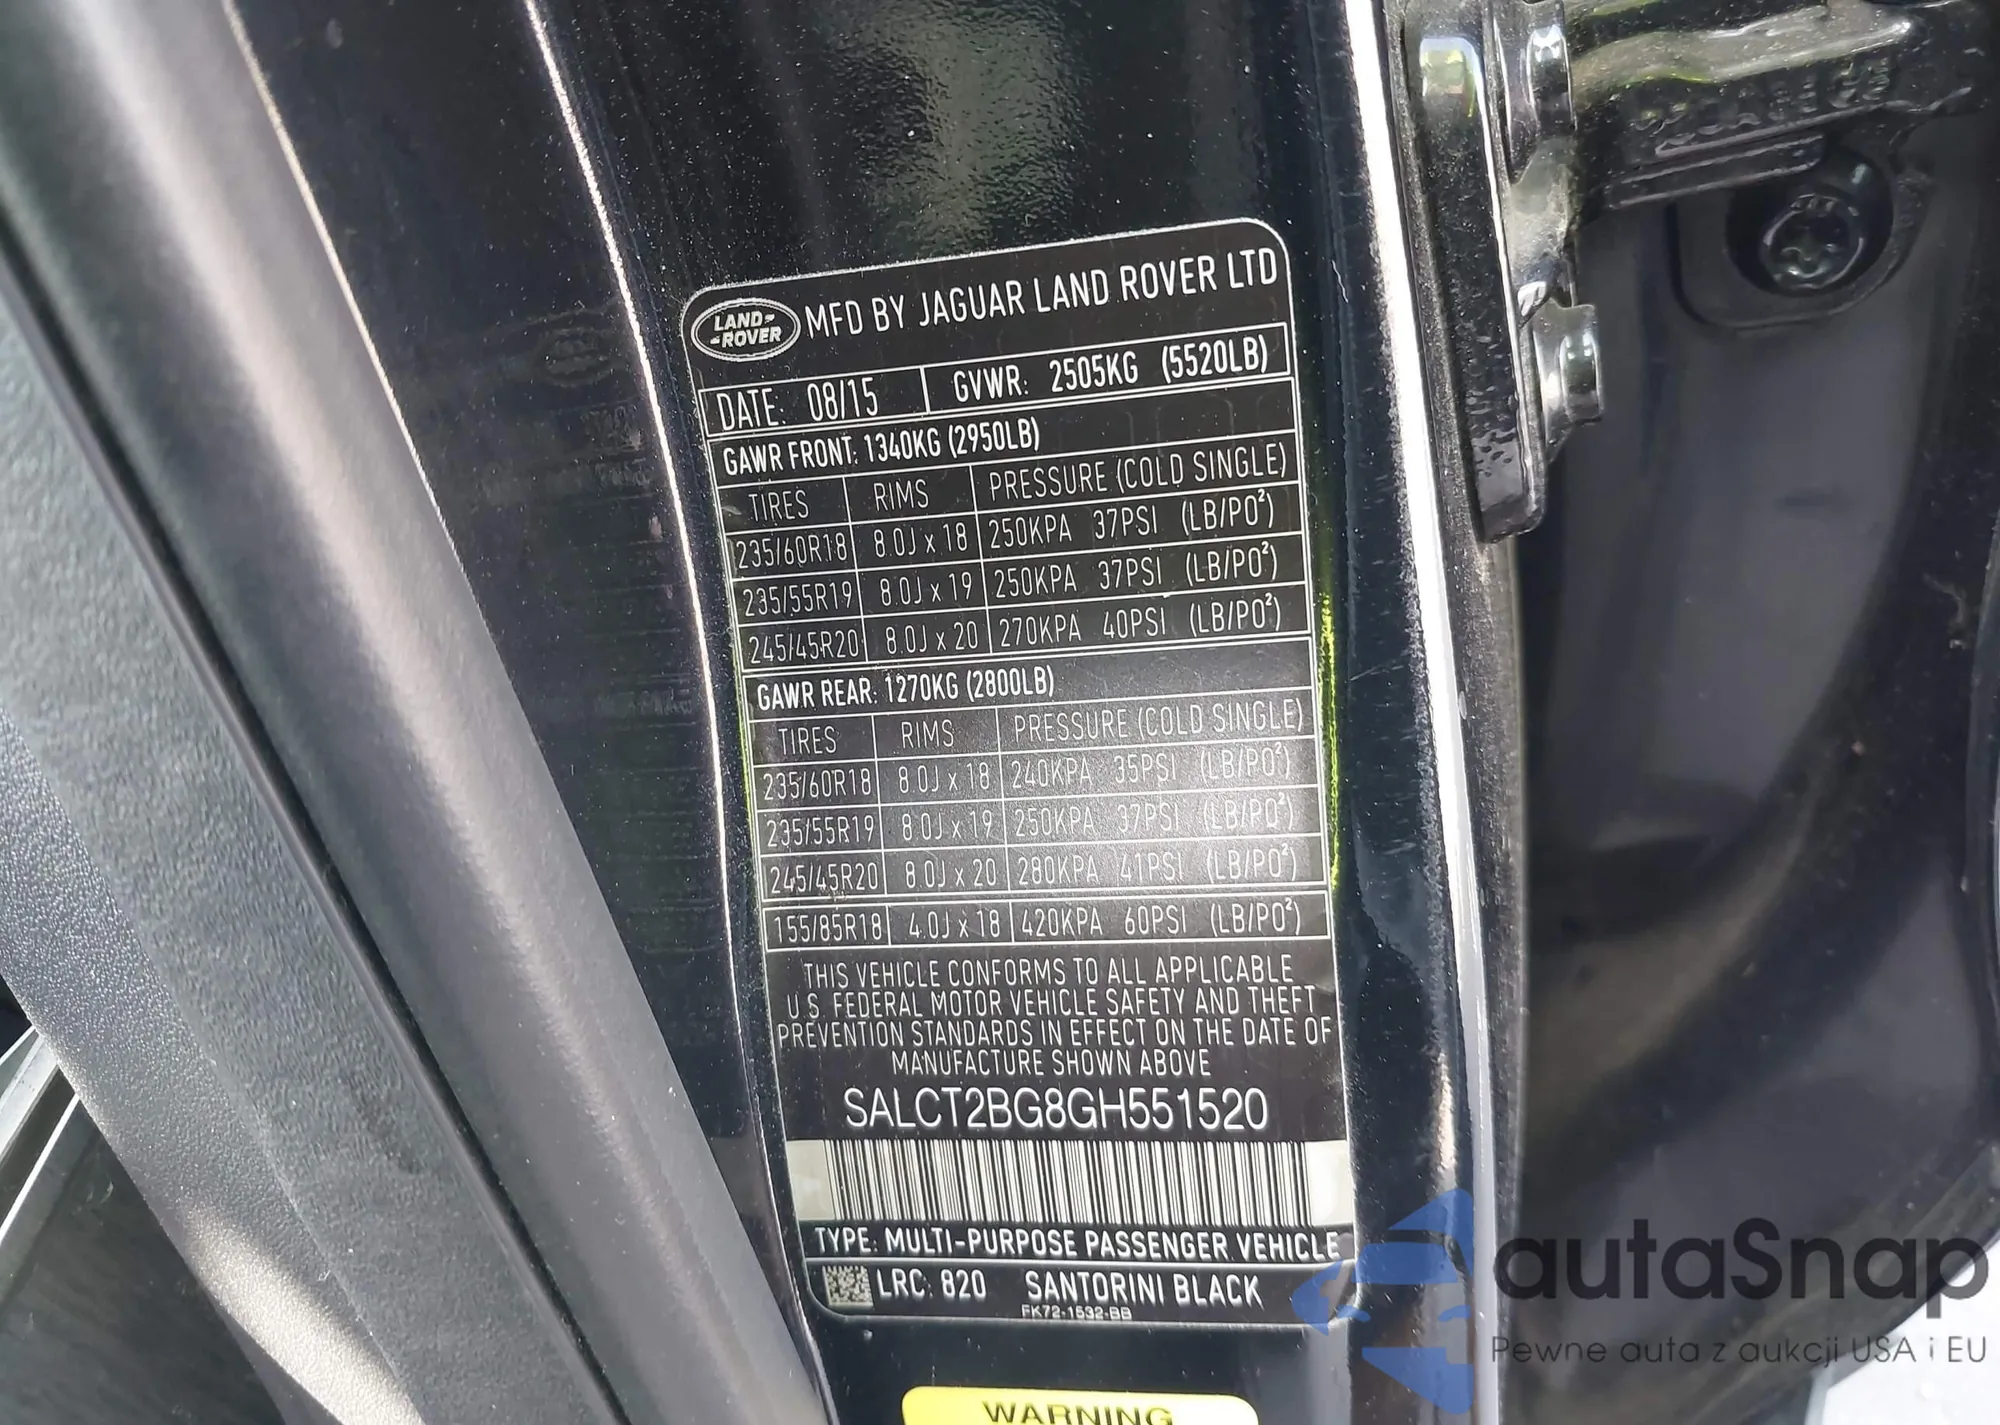 LAND-
-ROVER
MFD BY JAGUAR LAND ROVER LTD
DATE: 08/15 GVWR: 2505KG (5520LB)
GAWR FRONT: 1340KG (2950LB)
TIRES RIMS PRESSURE (COLD SINGLE)
235/60R18 8.0J x 18 250KPA 37PSI (LB/PO²)
235/55R19 8.0J x 19 250KPA 37PSI (LB/PO²)
245/45R20 8.0J x 20 270KPA 40PSI (LB/PO²)
GAWR REAR: 1270KG (2800LB)
TIRES RIMS PRESSURE (COLD SINGLE)
235/60R18 8.0J x 18 240KPA 35PSI (LB/PO²)
235/55R19 8.0J x 19 250KPA 37PSI (LB/PO²)
245/45R20 8.0J x 20 280KPA 41PSI (LB/PO²)
155/85R18 4.0J x 18 420KPA 60PSI (LB/PO²)
THIS VEHICLE CONFORMS TO ALL APPLICABLE
U.S. FEDERAL MOTOR VEHICLE SAFETY AND THEFT
PREVENTION STANDARDS IN EFFECT ON THE DATE OF
MANUFACTURE SHOWN ABOVE
SALCT2BG8GH551520
TYPE: MULTI-PURPOSE PASSENGER VEHICLE
LRC: 820 SANTORINI BLACK
FK72-1532-BB
WARNING
autaSnap
Pewne auta z aukcji USA i EU